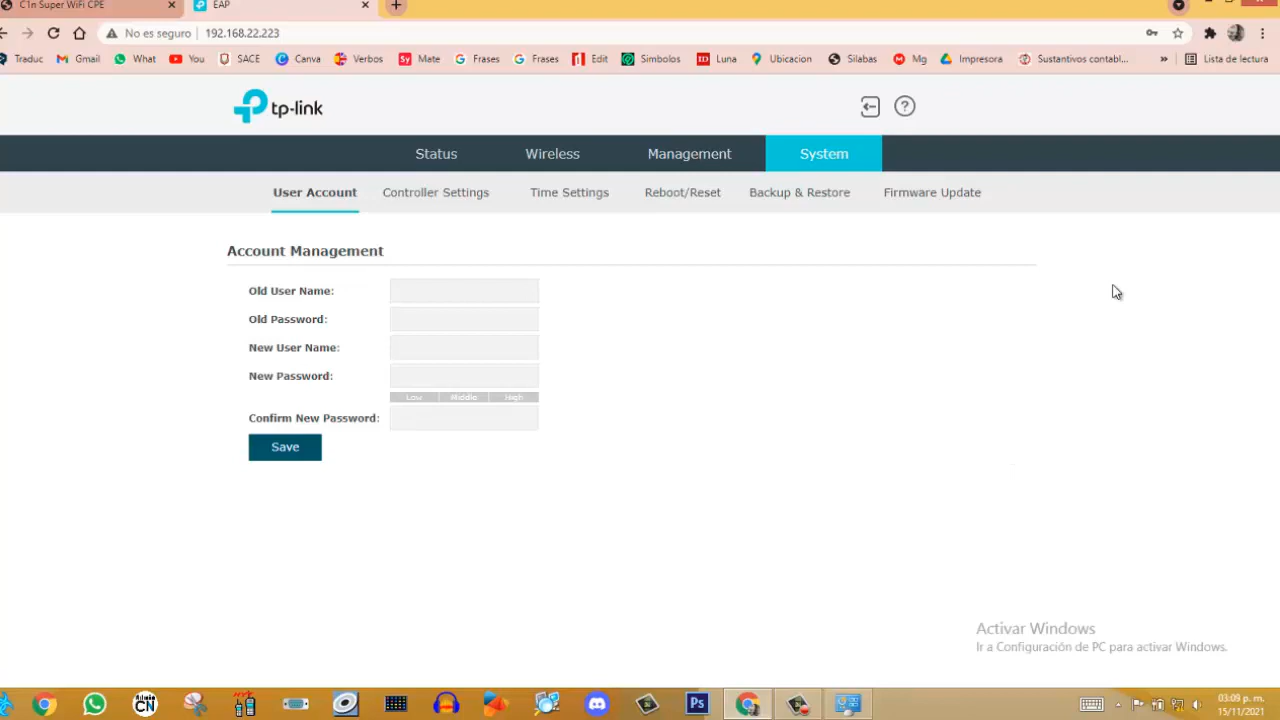 C1n Super WiFi CPE
EAP
No es seguro 192.168.22.223
Traduc Gmail What You SACE Canva Verbos Mate Frases Frases Edit Simbolos Luna Ubicacion Silabas Mg Impresora Sustantivos contabl... Lista de lectura
tp-link
Status Wireless Management System
User Account Controller Settings Time Settings Reboot/Reset Backup & Restore Firmware Update
Account Management
Old User Name:
Old Password:
New User Name:
New Password:
Low Middle High
Confirm New Password:
Save
Activar Windows
Ir a Configuración de PC para activar Windows.
03:09 p. m.
15/11/2021